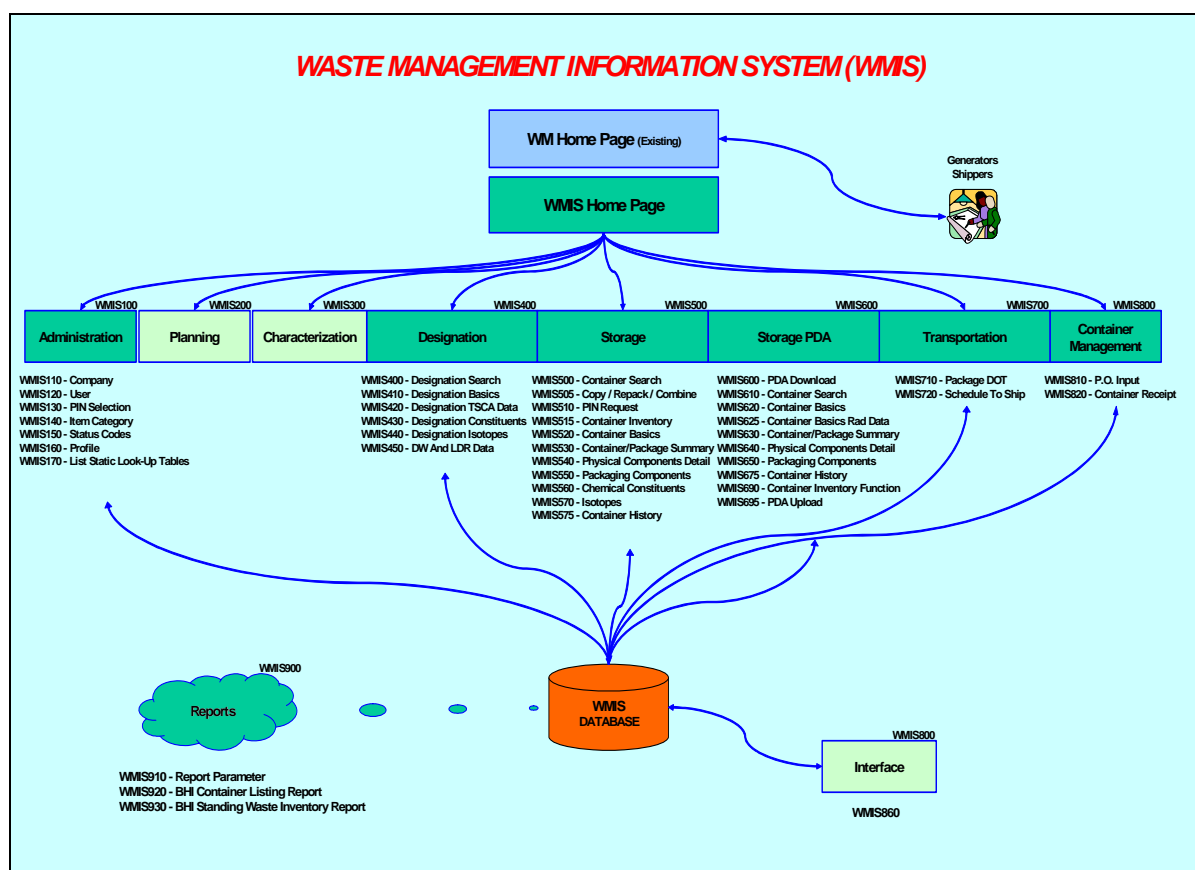 WASTE MANAGEMENT INFORMATION SYSTEM (WMIS)
WM Home Page (Existing)
Generators
Shippers
WMIS Home Page
WMIS100
WMIS200
WMIS300
WMIS400
WMIS500
WMIS600
WMIS700
WMIS800
Administration
Planning
Characterization
Designation
Storage
Storage PDA
Transportation
Container
Management
WMIS110 - Company
WMIS120 - User
WMIS130 - PIN Selection
WMIS140 - Item Category
WMIS150 - Status Codes
WMIS160 - Profile
WMIS170 - List Static Look-Up Tables
WMIS400 - Designation Search
WMIS410 - Designation Basics
WMIS420 - Designation TSCA Data
WMIS430 - Designation Constituents
WMIS440 - Designation Isotopes
WMIS450 - DW And LDR Data
WMIS500 - Container Search
WMIS505 - Copy / Repack / Combine
WMIS510 - PIN Request
WMIS515 - Container Inventory
WMIS520 - Container Basics
WMIS530 - Container/Package Summary
WMIS540 - Physical Components Detail
WMIS550 - Packaging Components
WMIS560 - Chemical Constituents
WMIS570 - Isotopes
WMIS575 - Container History
WMIS600 - PDA Download
WMIS610 - Container Search
WMIS620 - Container Basics
WMIS625 - Container Basics Rad Data
WMIS630 - Container/Package Summary
WMIS640 - Physical Components Detail
WMIS650 - Packaging Components
WMIS675 - Container History
WMIS690 - Container Inventory Function
WMIS695 - PDA Upload
WMIS710 - Package DOT
WMIS720 - Schedule To Ship
WMIS810 - P.O. Input
WMIS820 - Container Receipt
WMIS900
Reports
WMIS
DATABASE
WMIS800
Interface
WMIS860
WMIS910 - Report Parameter
WMIS920 - BHI Container Listing Report
WMIS930 - BHI Standing Waste Inventory Report